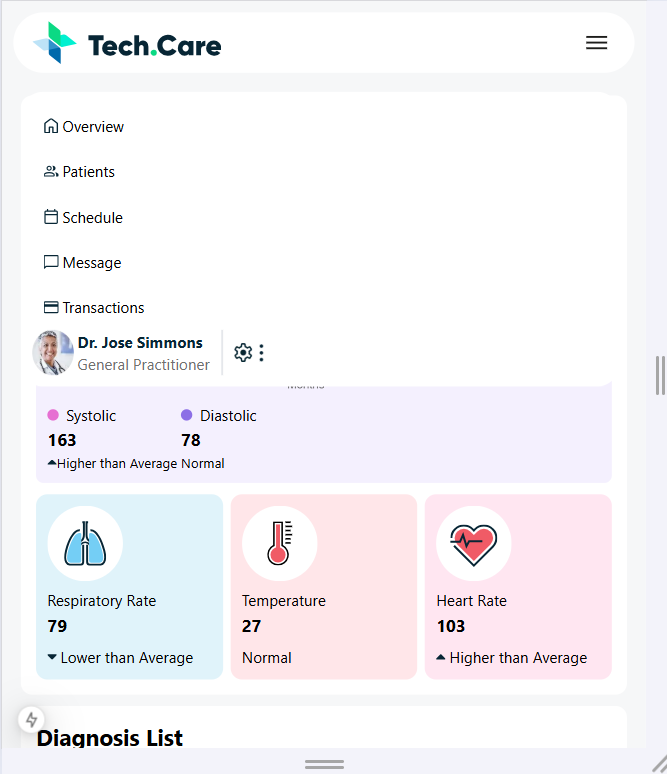 Tech.Care
Overview
Patients
Schedule
Message
Transactions
Dr. Jose Simmons
General Practitioner
Months
Systolic
Diastolic
163
78
Higher than Average
Normal
Respiratory Rate
79
Lower than Average
Temperature
27
Normal
Heart Rate
103
Higher than Average
Diagnosis List